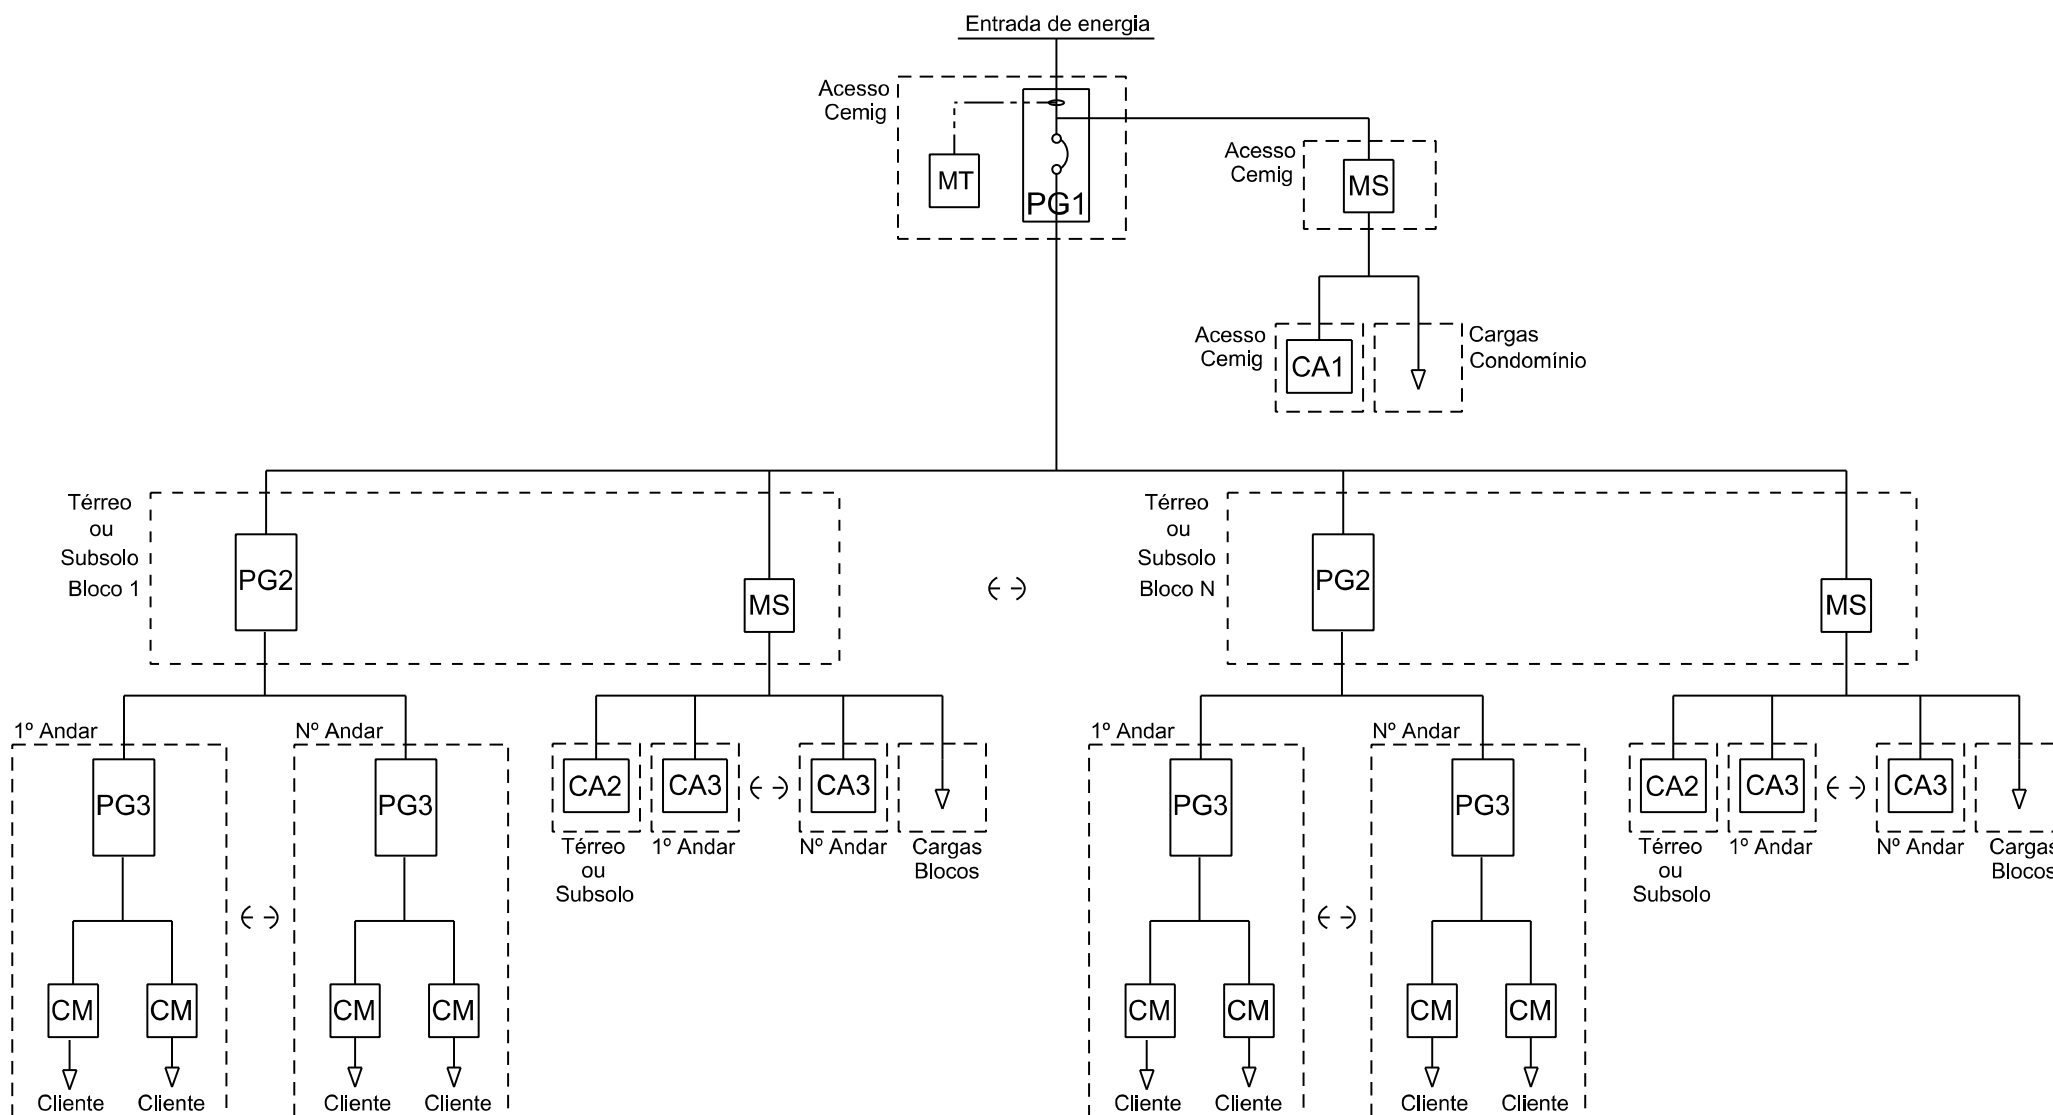 Entrada de energia
Acesso
Cemig
MT
PG1
Acesso
Cemig
MS
Acesso
Cemig
CA1
Cargas
Condomínio
Térreo
ou
Subsolo
Bloco 1
PG2
MS
Térreo
ou
Subsolo
Bloco N
PG2
MS
1º Andar
PG3
CM
CM
Cliente
Cliente
Nº Andar
PG3
CM
CM
Cliente
Cliente
CA2
Térreo
ou
Subsolo
CA3
1º Andar
CA3
Nº Andar
Cargas
Blocos
1º Andar
PG3
CM
CM
Cliente
Cliente
Nº Andar
PG3
CM
CM
Cliente
Cliente
CA2
Térreo
ou
Subsolo
CA3
1º Andar
CA3
Nº Andar
Cargas
Blocos